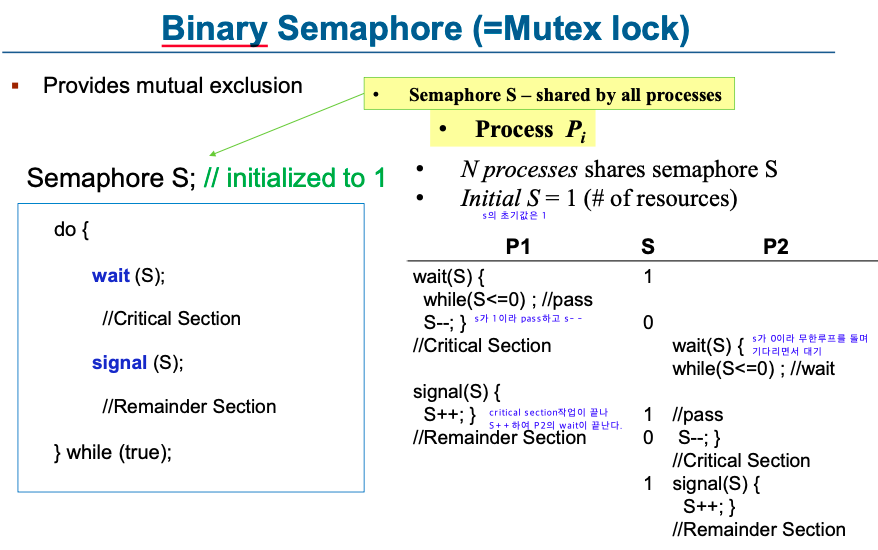 Binary Semaphore (=Mutex lock)
▪ Provides mutual exclusion
• Semaphore S – shared by all processes
• Process Pi
Semaphore S; // initialized to 1
• N processes shares semaphore S
• Initial S = 1 (# of resources)
s의 초기값은 1
do {
wait (S);
//Critical Section
signal (S);
//Remainder Section
} while (true);
P1 S P2
wait(S) { 1
while(S<=0) ; //pass
S--; } s가 1이라 pass하고 s-- 0
//Critical Section
wait(S) { s가 0이라 무한루프를 돌며
기다리면서 대기
while(S<=0) ; //wait
signal(S) {
S++; } critical section작업이 끝나 1 //pass
S++하여 P2의 wait이 끝난다.
//Remainder Section 0 S--; }
//Critical Section
1 signal(S) {
S++; }
//Remainder Section